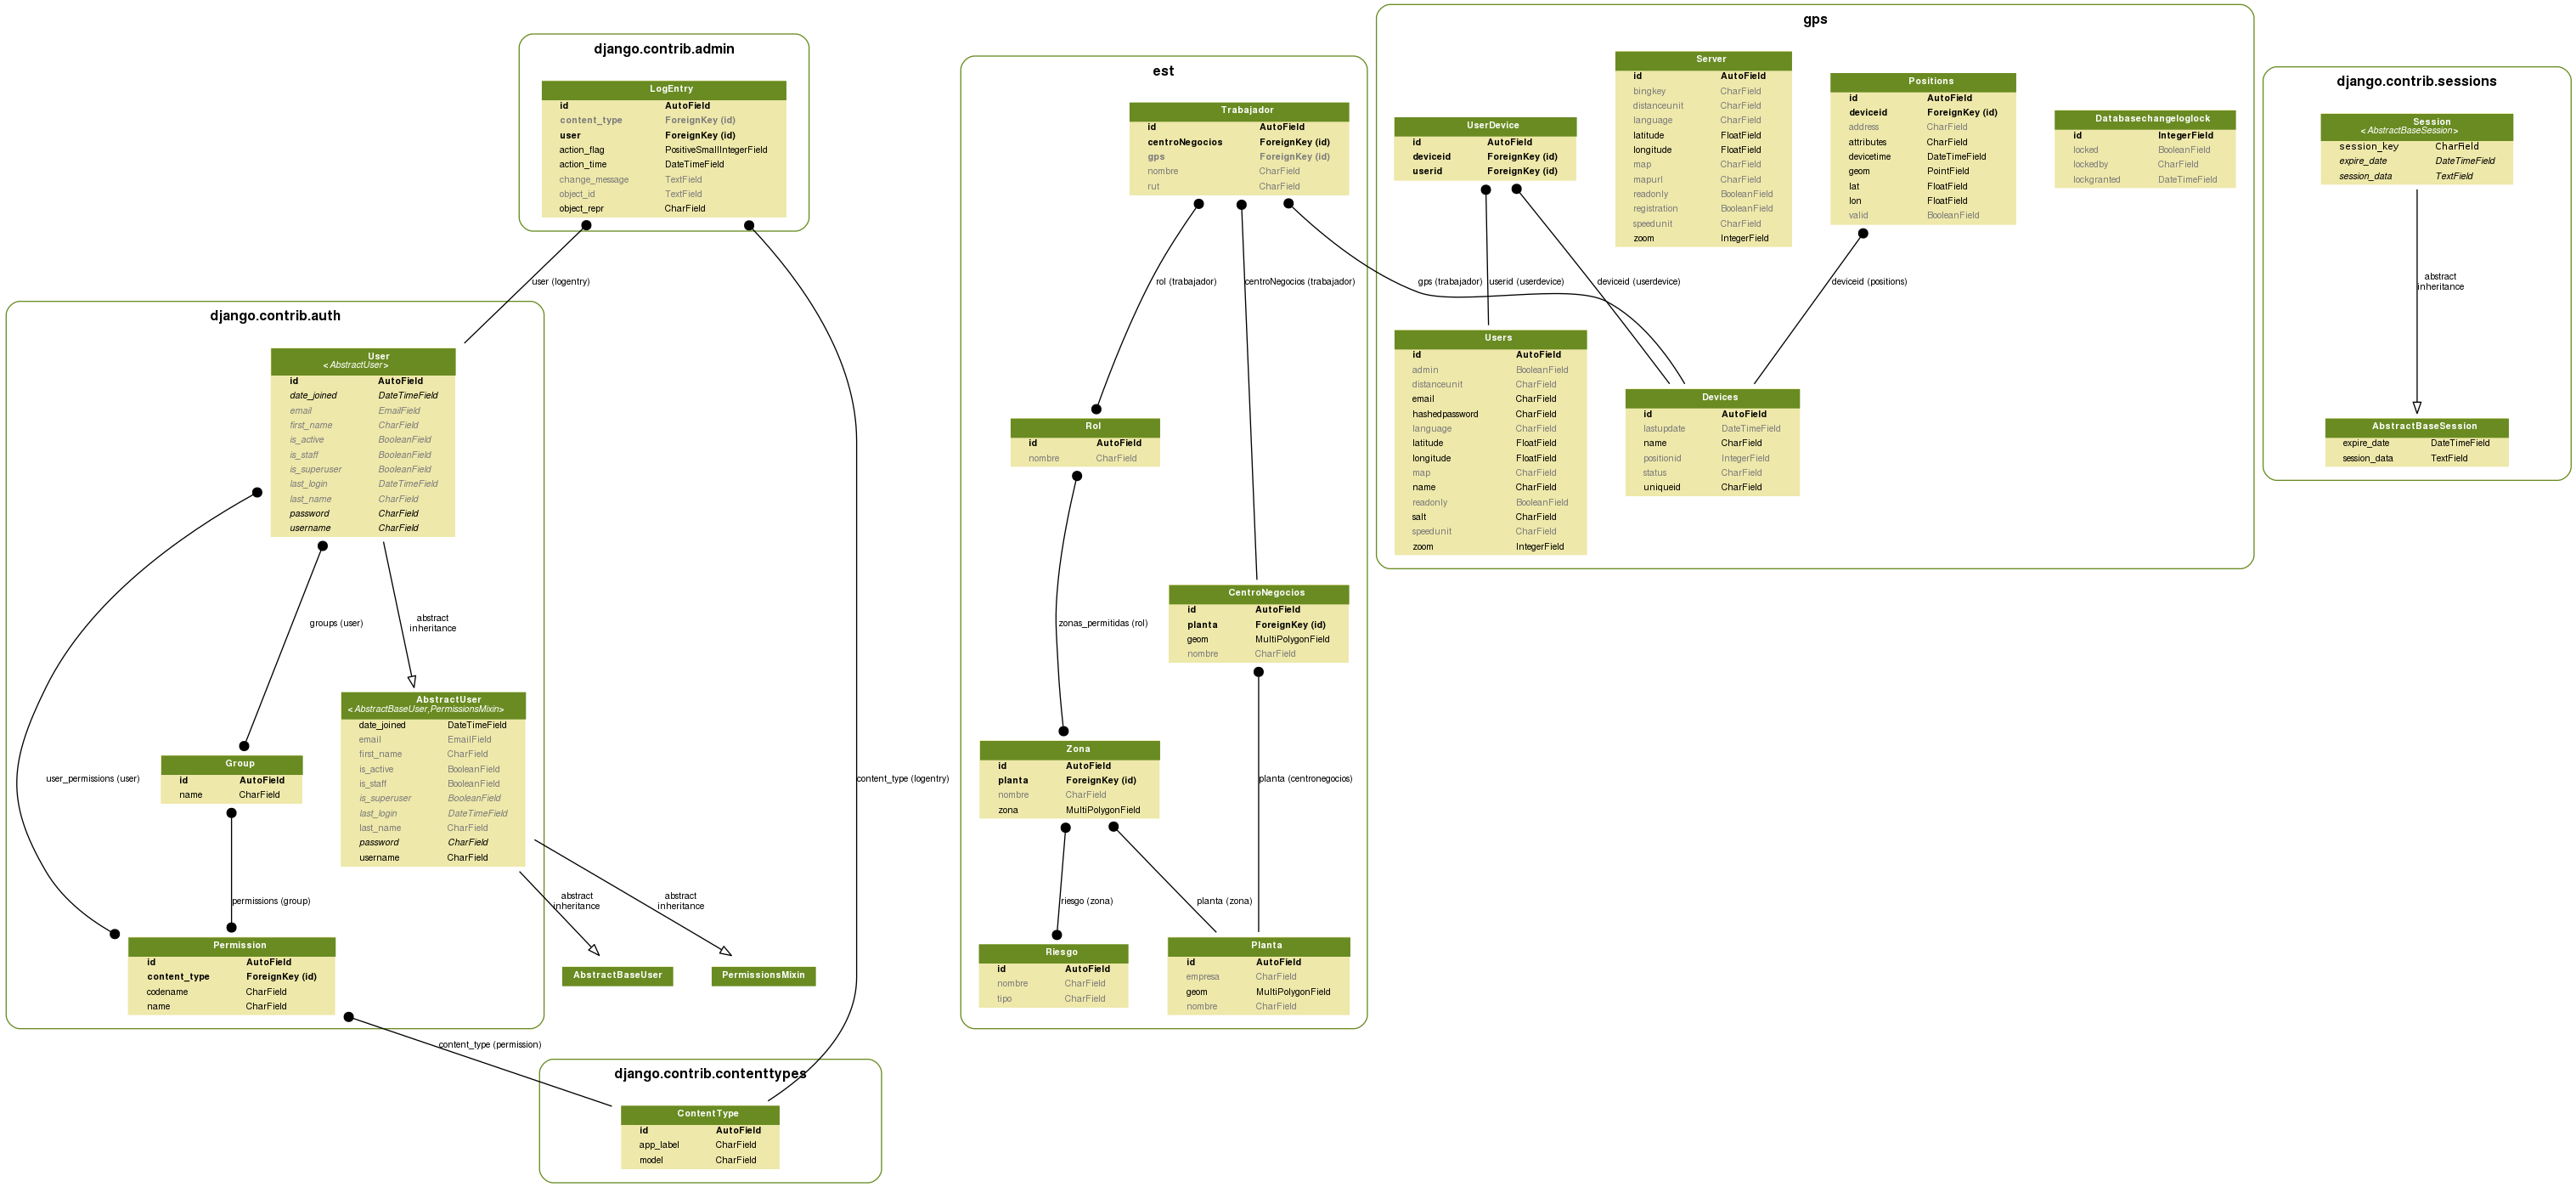 django.contrib.admin
LogEntry
id AutoField
content_type ForeignKey (id)
user ForeignKey (id)
action_flag PositiveSmallIntegerField
action_time DateTimeField
change_message TextField
object_id TextField
object_repr CharField
user (logentry)
content_type (logentry)
django.contrib.auth
User
<AbstractUser>
id AutoField
date_joined DateTimeField
email EmailField
first_name CharField
is_active BooleanField
is_staff BooleanField
is_superuser BooleanField
last_login DateTimeField
last_name CharField
password CharField
username CharField
groups (user)
abstract
inheritance
user_permissions (user)
AbstractUser
<AbstractBaseUser,PermissionsMixin>
date_joined DateTimeField
email EmailField
first_name CharField
is_active BooleanField
is_staff BooleanField
is_superuser BooleanField
last_login DateTimeField
last_name CharField
password CharField
username CharField
Group
id AutoField
name CharField
permissions (group)
abstract
inheritance
abstract
inheritance
Permission
id AutoField
content_type ForeignKey (id)
codename CharField
name CharField
AbstractBaseUser
PermissionsMixin
content_type (permission)
django.contrib.contenttypes
ContentType
id AutoField
app_label CharField
model CharField
est
Trabajador
id AutoField
centroNegocios ForeignKey (id)
gps ForeignKey (id)
nombre CharField
rut CharField
rol (trabajador)
centroNegocios (trabajador)
gps (trabajador)
Rol
id AutoField
nombre CharField
zonas_permitidas (rol)
CentroNegocios
id AutoField
planta ForeignKey (id)
geom MultiPolygonField
nombre CharField
planta (centronegocios)
Zona
id AutoField
planta ForeignKey (id)
nombre CharField
zona MultiPolygonField
riesgo (zona)
planta (zona)
Riesgo
id AutoField
nombre CharField
tipo CharField
Planta
id AutoField
empresa CharField
geom MultiPolygonField
nombre CharField
gps
UserDevice
id AutoField
deviceid ForeignKey (id)
userid ForeignKey (id)
Server
id AutoField
bingkey CharField
distanceunit CharField
language CharField
latitude FloatField
longitude FloatField
map CharField
mapurl CharField
readonly BooleanField
registration BooleanField
speedunit CharField
zoom IntegerField
Positions
id AutoField
deviceid ForeignKey (id)
address CharField
attributes CharField
devicetime DateTimeField
geom PointField
lat FloatField
lon FloatField
valid BooleanField
Databasechangeloglock
id IntegerField
locked BooleanField
lockedby CharField
lockgranted DateTimeField
userid (userdevice)
deviceid (userdevice)
deviceid (positions)
Users
id AutoField
admin BooleanField
distanceunit CharField
email CharField
hashedpassword CharField
language CharField
latitude FloatField
longitude FloatField
map CharField
name CharField
readonly BooleanField
salt CharField
speedunit CharField
zoom IntegerField
Devices
id AutoField
lastupdate DateTimeField
name CharField
positionid IntegerField
status CharField
uniqueid CharField
django.contrib.sessions
Session
<AbstractBaseSession>
session_key CharField
expire_date DateTimeField
session_data TextField
abstract
inheritance
AbstractBaseSession
expire_date DateTimeField
session_data TextField